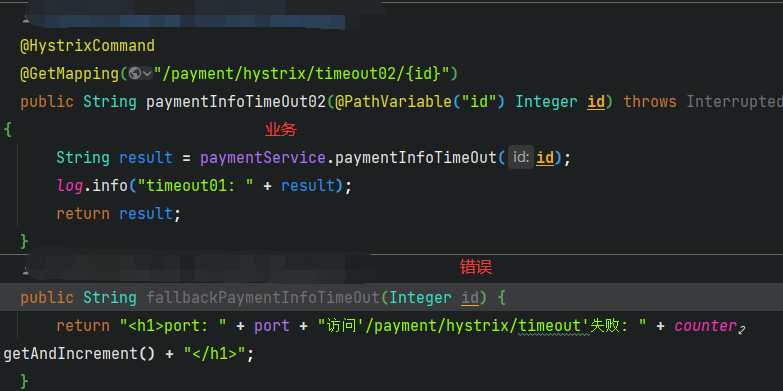 @HystrixCommand
@GetMapping("/payment/hystrix/timeout02/{id}")
public String paymentInfoTimeOut02(@PathVariable("id") Integer id) throws Interrupted
{
业务
String result = paymentService.paymentInfoTimeOut( id: id);
log.info("timeout01: " + result);
return result;
}
错误
public String fallbackPaymentInfoTimeOut(Integer id) {
return "<h1>port: " + port + "访问'/payment/hystrix/timeout'失败: " + counter.
getAndIncrement() + "</h1>";
}